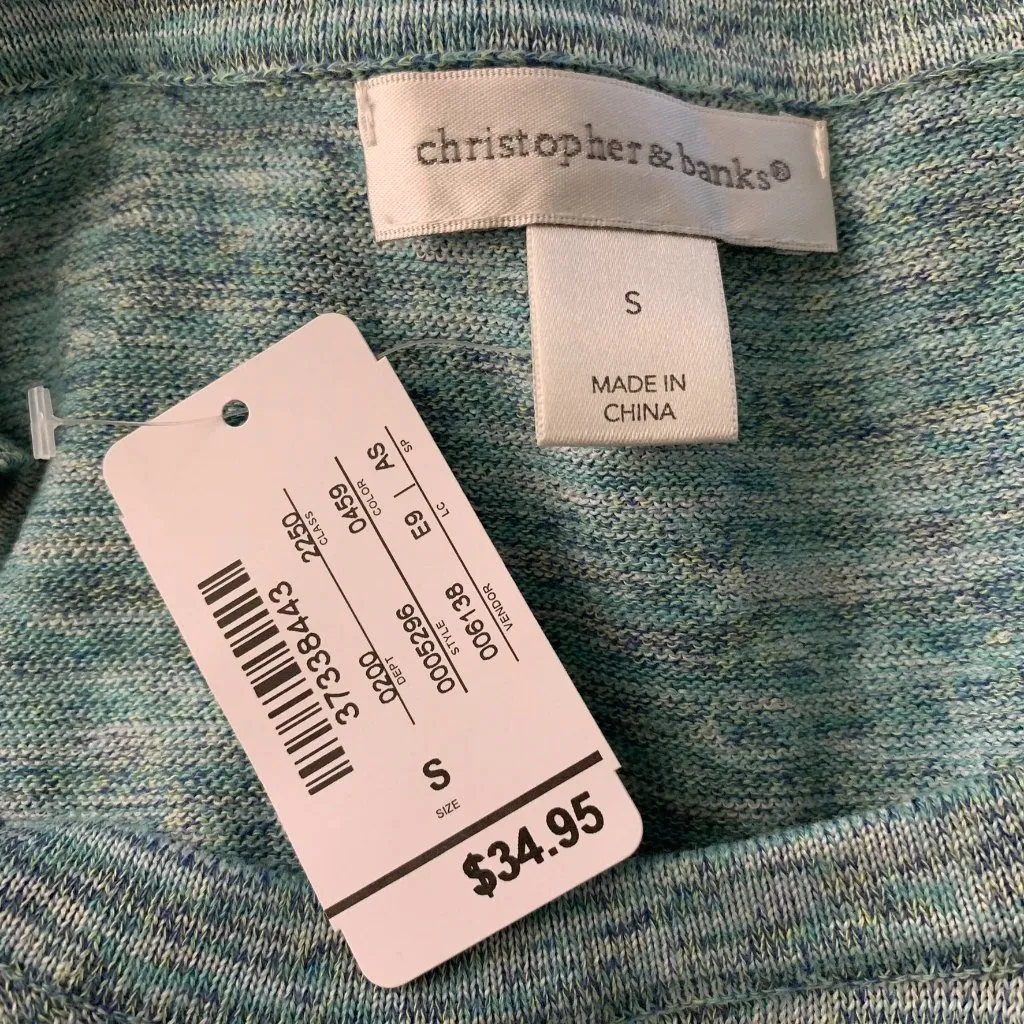 christopher&banks®
S
MADE IN
CHINA
006138 E9 | AS
VENDOR LC SP
0005296 0459
STYLE COLOR
0200 2250
DEPT CLASS
37338443
S
SIZE
$34.95